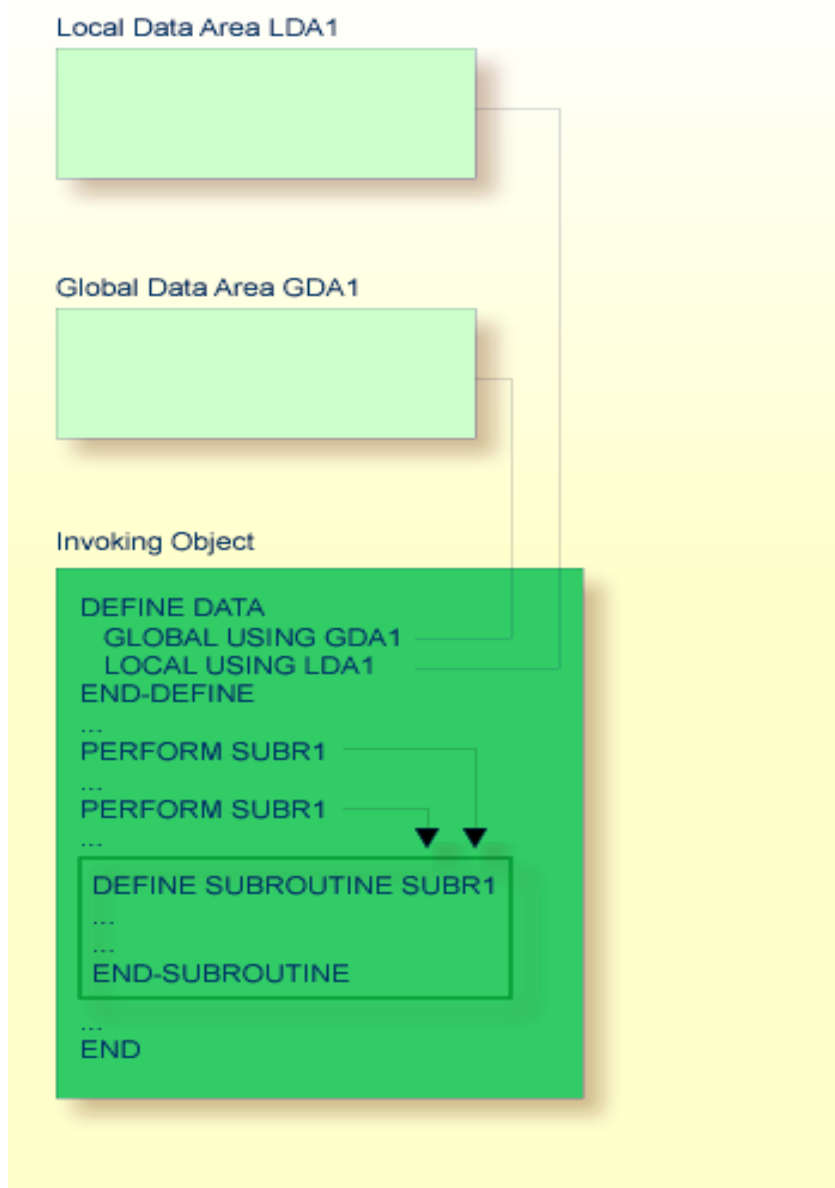 Local Data Area LDA1
Global Data Area GDA1
Invoking Object
DEFINE DATA
GLOBAL USING GDA1
LOCAL USING LDA1
END-DEFINE
...
PERFORM SUBR1
...
PERFORM SUBR1
...
DEFINE SUBROUTINE SUBR1
...
...
END-SUBROUTINE
...
END